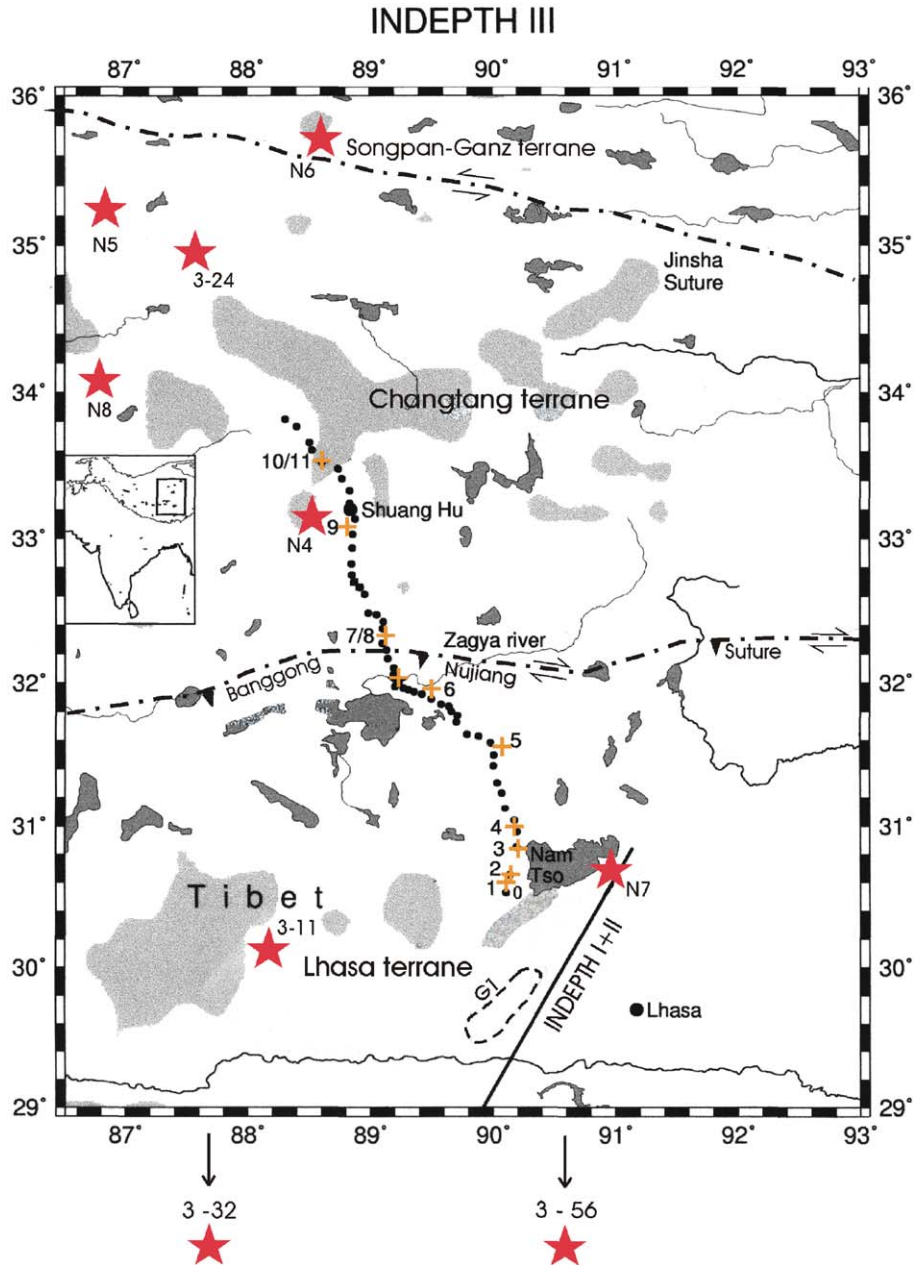 INDEPTH III
87° 88° 89° 90° 91° 92° 93°
36° 36°
Songpan-Ganz terrane
N6
N5
35° 35°
3-24
Jinsha
Suture
34° 34°
N8
Changtang terrane
10/11
Shuang Hu
33° 33°
N4
9
7/8
Zagya river
32° 32°
Banggong
Nujiang
Suture
6
5
31° 31°
4
3
Nam
Tso
2
1
0
N7
Tibet
3-11
30° 30°
Lhasa terrane
G1
INDEPTH I+II
Lhasa
29° 29°
87° 88° 89° 90° 91° 92° 93°
3-32
3-56